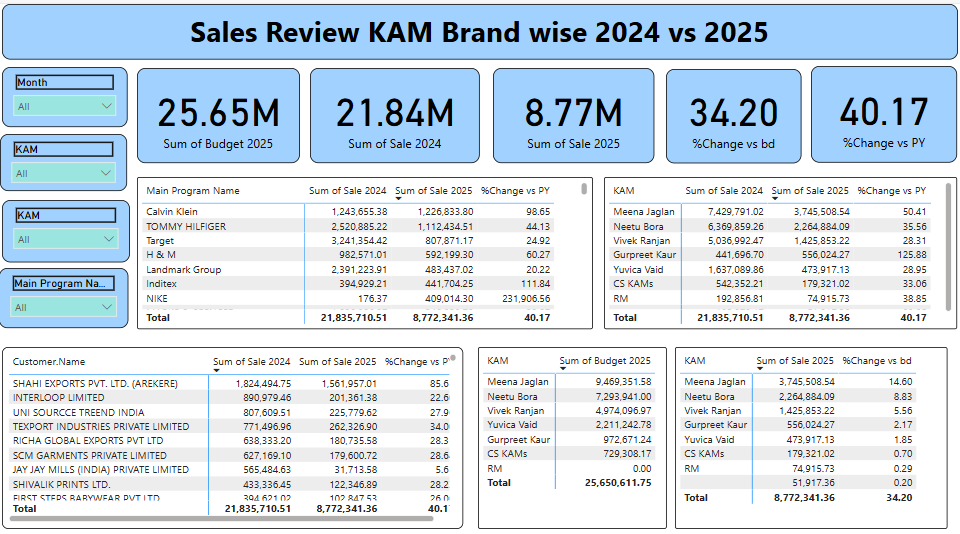 Sales Review KAM Brand wise 2024 vs 2025
Month
All
KAM
All
KAM
All
Main Program Na...
All
25.65M
Sum of Budget 2025
21.84M
Sum of Sale 2024
8.77M
Sum of Sale 2025
34.20
%Change vs bd
40.17
%Change vs PY
Main Program Name Sum of Sale 2024 Sum of Sale 2025 %Change vs PY
Calvin Klein 1,243,655.38 1,226,833.80 98.65
TOMMY HILFIGER 2,520,885.22 1,112,434.51 44.13
Target 3,241,354.42 807,871.17 24.92
H & M 982,571.01 592,199.30 60.27
Landmark Group 2,391,223.91 483,437.02 20.22
Inditex 394,929.21 441,704.25 111.84
NIKE 176.37 409,014.30 231,906.56
Total 21,835,710.51 8,772,341.36 40.17
KAM Sum of Sale 2024 Sum of Sale 2025 %Change vs PY
Meena Jaglan 7,429,791.02 3,745,508.54 50.41
Neetu Bora 6,369,859.26 2,264,884.09 35.56
Vivek Ranjan 5,036,992.47 1,425,853.22 28.31
Gurpreet Kaur 441,696.70 556,024.27 125.88
Yuvica Vaid 1,637,089.86 473,917.13 28.95
CS KAMs 542,352.21 179,321.02 33.06
RM 192,856.81 74,915.73 38.85
Total 21,835,710.51 8,772,341.36 40.17
Customer.Name Sum of Sale 2024 Sum of Sale 2025 %Change vs P
SHAHI EXPORTS PVT. LTD. (AREKERE) 1,824,494.75 1,561,957.01 85.6
INTERLOOP LIMITED 890,979.46 201,361.38 22.6
UNI SOURCCE TREEND INDIA 807,609.51 225,779.62 27.9
TEXPORT INDUSTRIES PRIVATE LIMITED 771,496.96 262,326.90 34.0
RICHA GLOBAL EXPORTS PVT LTD 638,333.20 180,735.58 28.3
SCM GARMENTS PRIVATE LIMITED 627,169.10 179,600.72 28.6
JAY JAY MILLS (INDIA) PRIVATE LIMITED 565,484.63 31,713.58 5.6
SHIVALIK PRINTS LTD. 433,336.45 122,346.89 28.2
FIRST STEPS BABYWEAR PVT LTD 394,621.02 102,847.53 26.0
Total 21,835,710.51 8,772,341.36 40.1
KAM Sum of Budget 2025
Meena Jaglan 9,469,351.58
Neetu Bora 7,293,941.00
Vivek Ranjan 4,974,096.97
Yuvica Vaid 2,211,242.78
Gurpreet Kaur 972,671.24
CS KAMs 729,308.17
RM 0.00
Total 25,650,611.75
KAM Sum of Sale 2025 %Change vs bd
Meena Jaglan 3,745,508.54 14.60
Neetu Bora 2,264,884.09 8.83
Vivek Ranjan 1,425,853.22 5.56
Gurpreet Kaur 556,024.27 2.17
Yuvica Vaid 473,917.13 1.85
CS KAMs 179,321.02 0.70
RM 74,915.73 0.29
51,917.36 0.20
Total 8,772,341.36 34.20